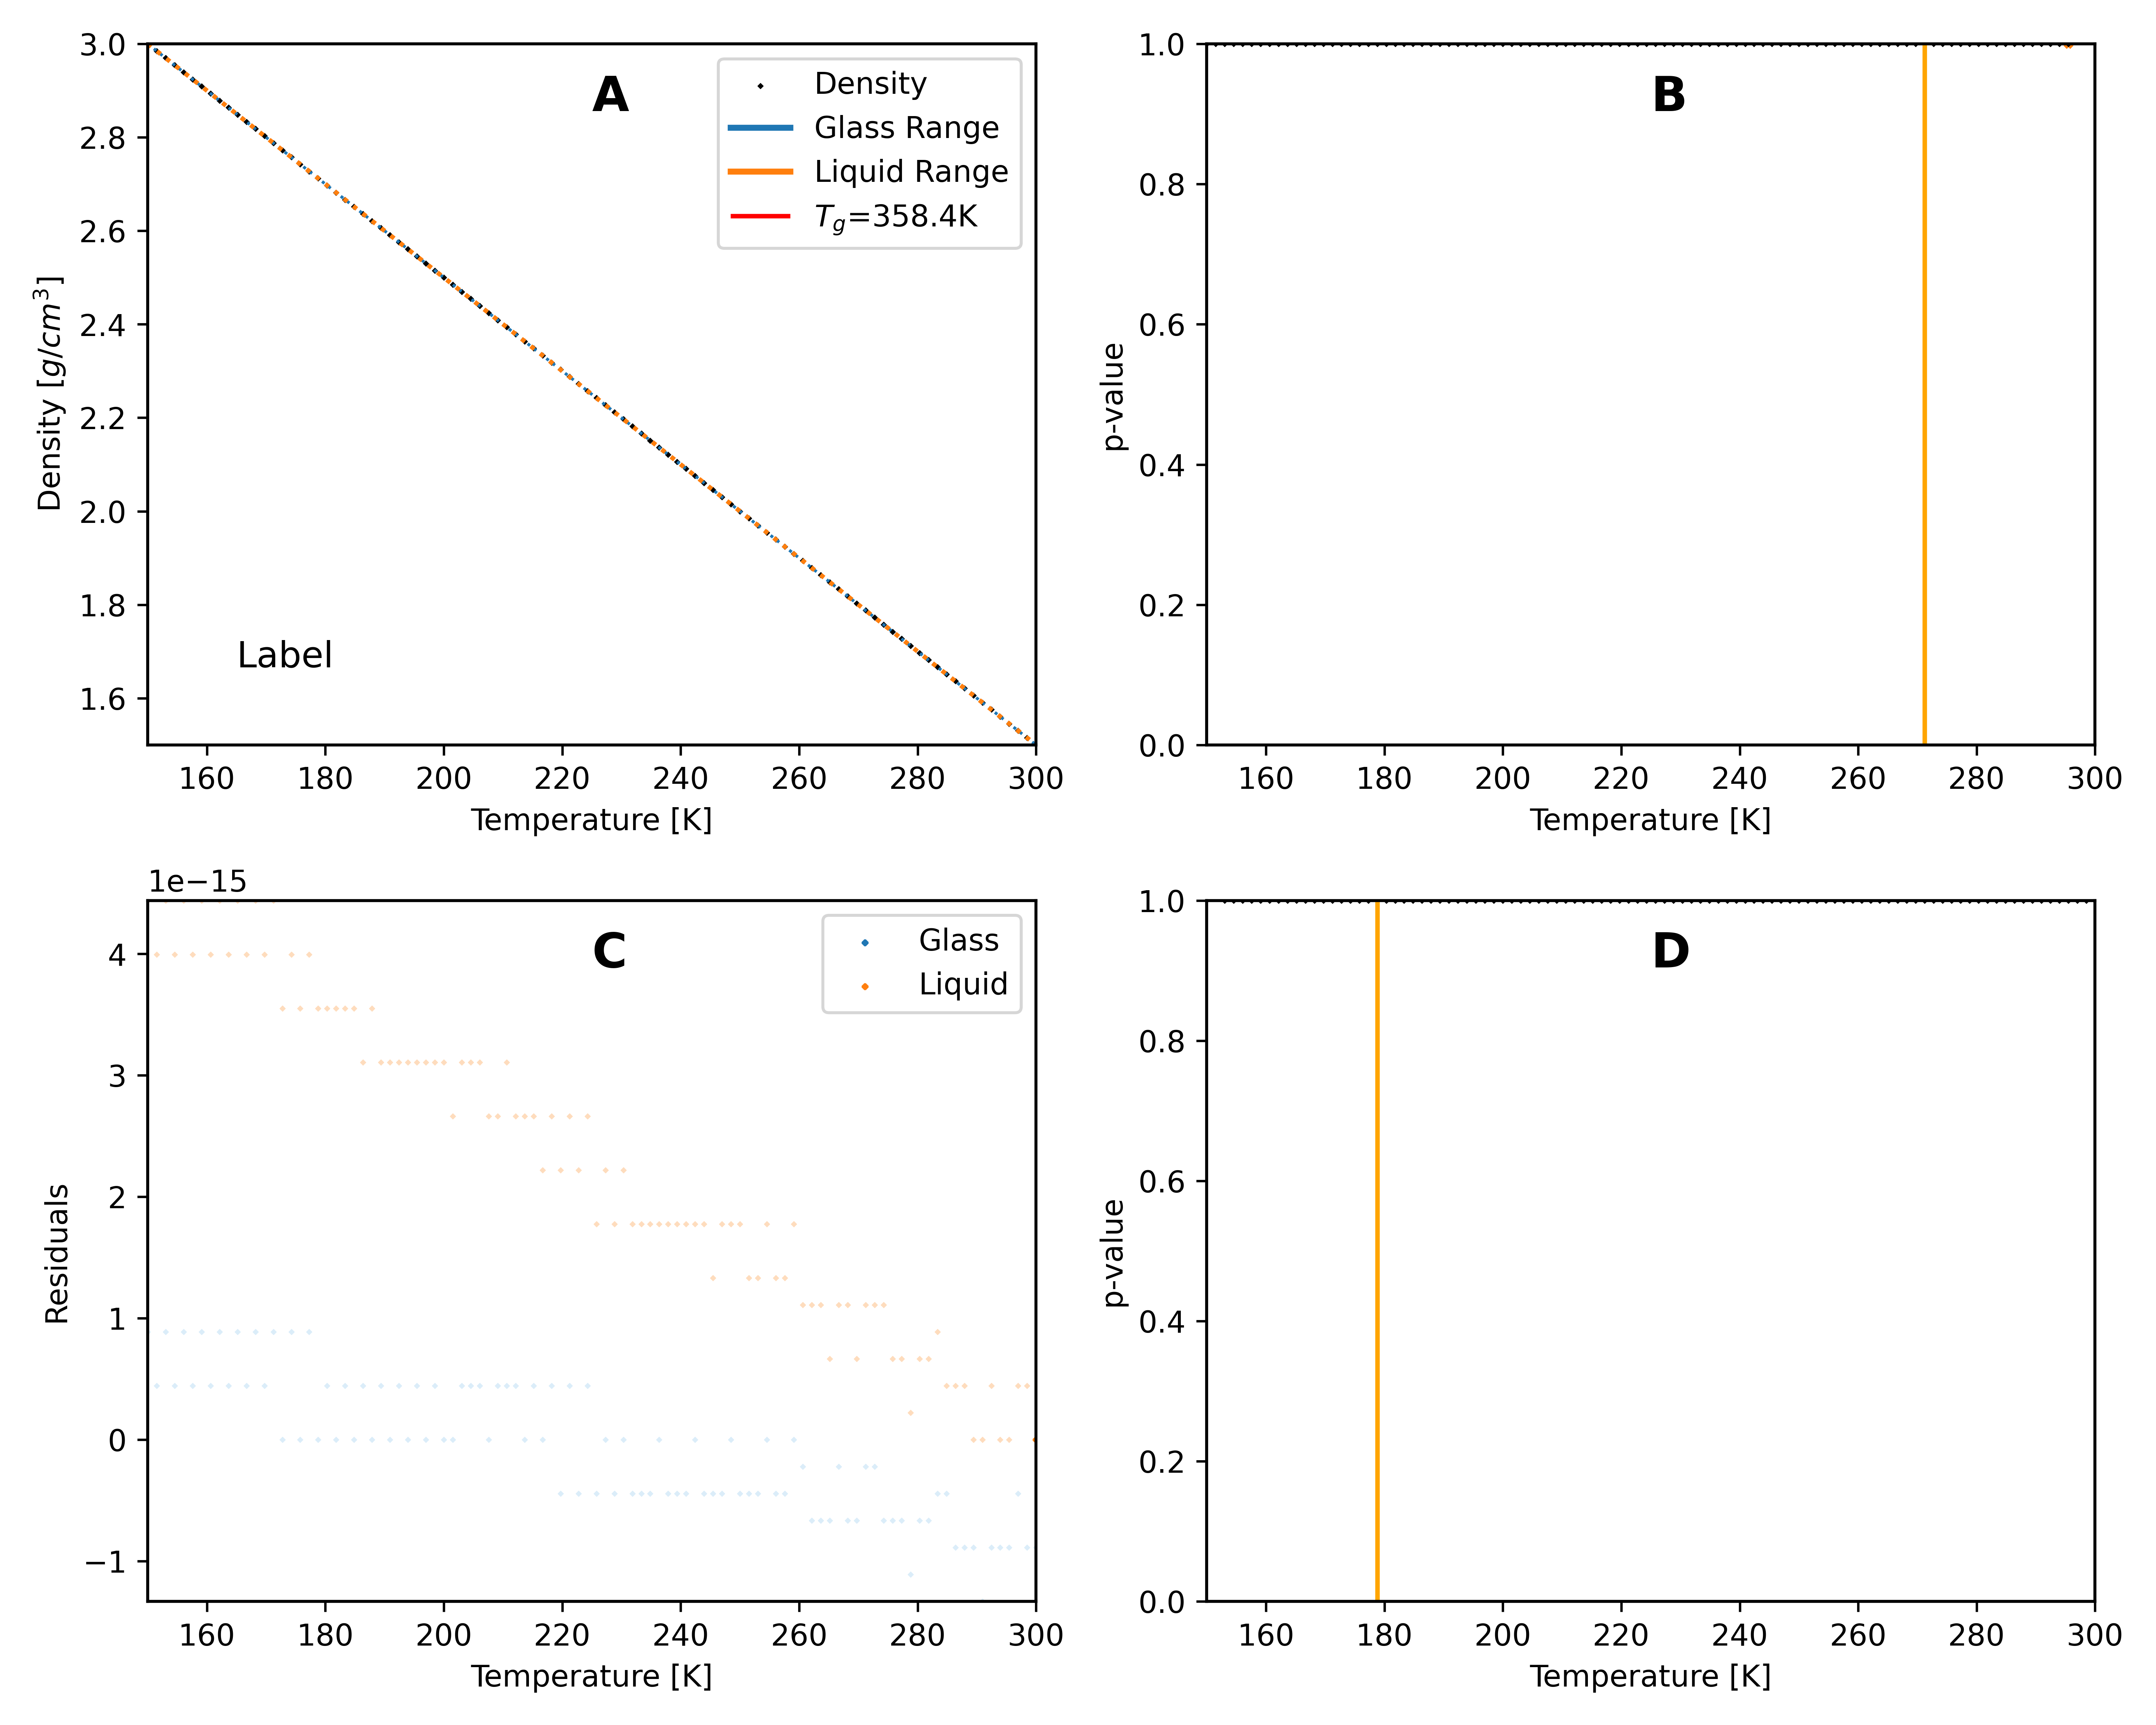 A
Density
Glass Range
Liquid Range
T_g=358.4K
Label
3.0
2.8
2.6
2.4
2.2
2.0
1.8
1.6
Density [g/cm^3]
160 180 200 220 240 260 280 300
Temperature [K]
B
1.0
0.8
0.6
0.4
0.2
0.0
p-value
160 180 200 220 240 260 280 300
Temperature [K]
1e−15
C
Glass
Liquid
4
3
2
1
0
−1
Residuals
160 180 200 220 240 260 280 300
Temperature [K]
D
1.0
0.8
0.6
0.4
0.2
0.0
p-value
160 180 200 220 240 260 280 300
Temperature [K]